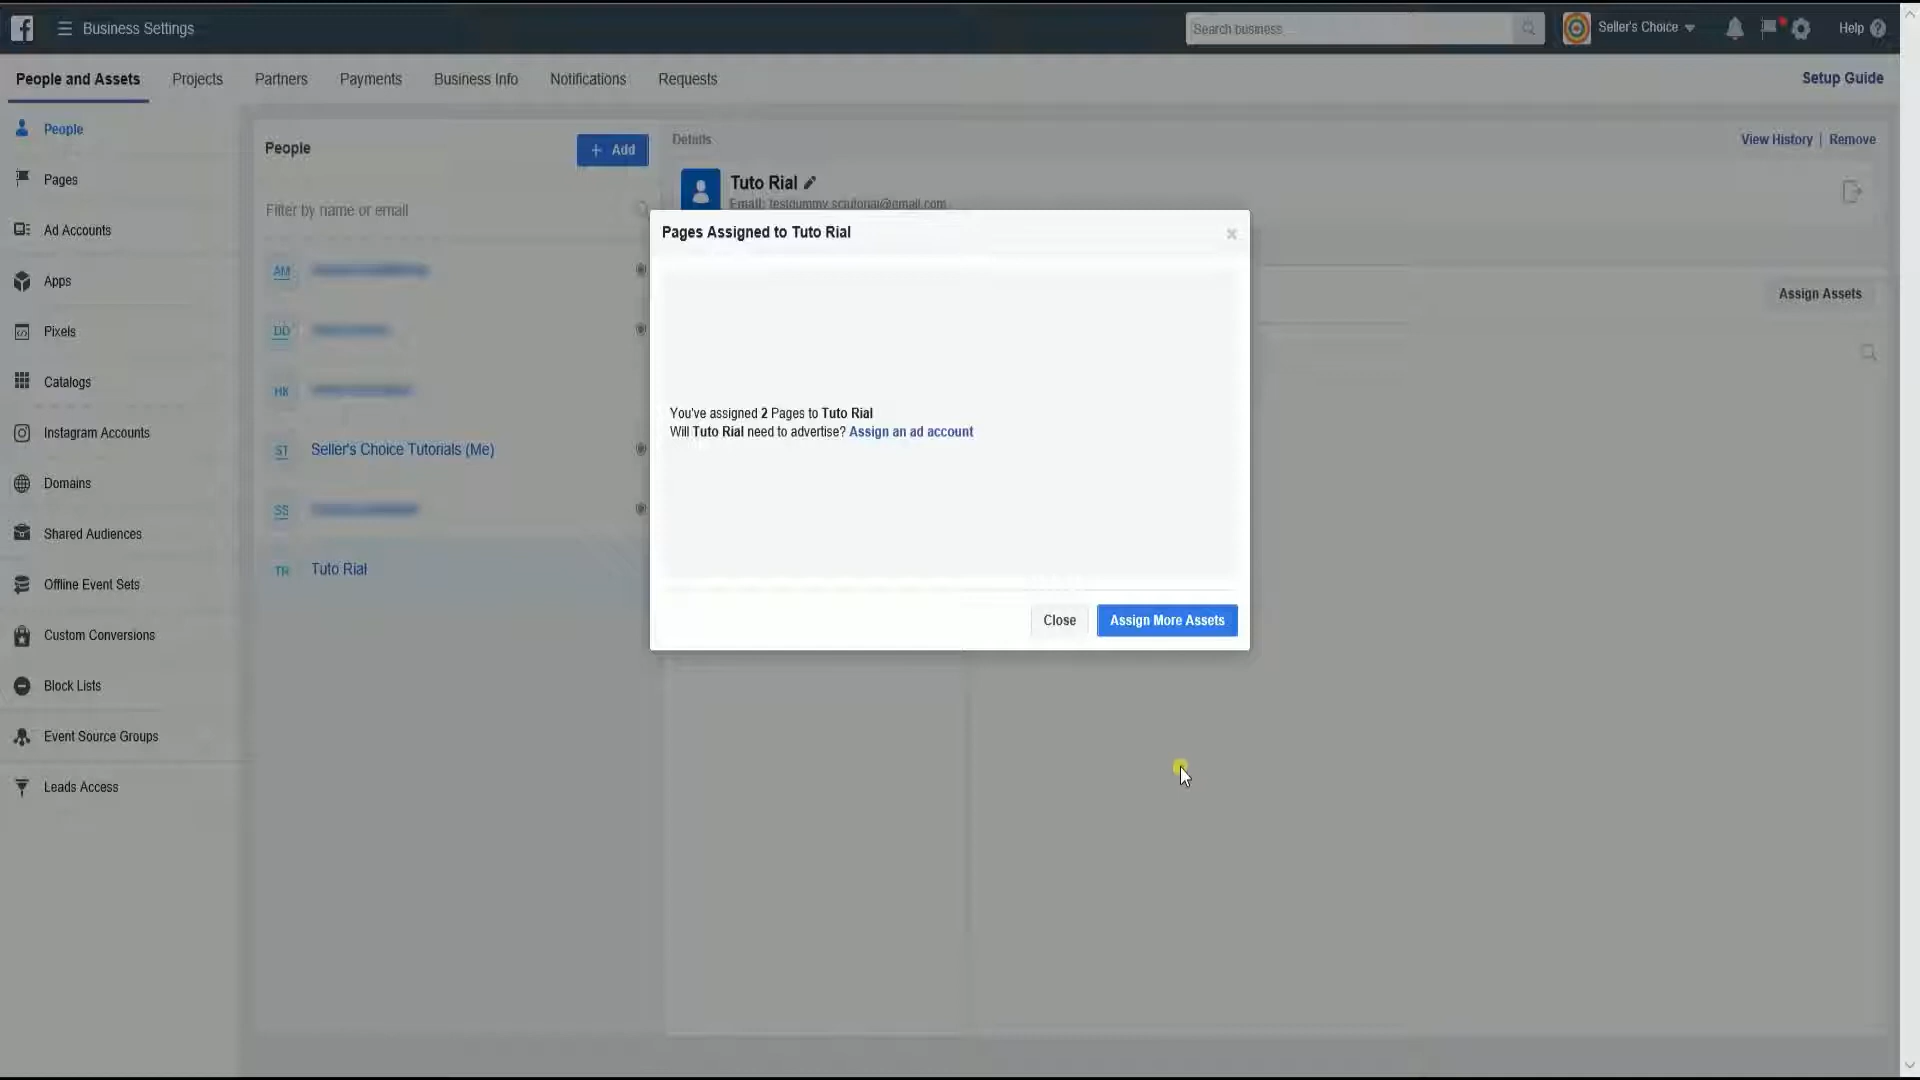 Business Settings
Search business
Seller's Choice
Help
People and Assets
Projects
Partners
Payments
Business Info
Notifications
Requests
Setup Guide
People
Pages
Ad Accounts
Apps
Pixels
Catalogs
Instagram Accounts
Domains
Shared Audiences
Offline Event Sets
Custom Conversions
Block Lists
Event Source Groups
Leads Access
People
+ Add
Filter by name or email
AM
DD
HK
ST
Seller's Choice Tutorials (Me)
SS
TR
Tuto Rial
Details
View History | Remove
Tuto Rial
Email:
Assign Assets
Pages Assigned to Tuto Rial
You've assigned 2 Pages to Tuto Rial
Will Tuto Rial need to advertise? Assign an ad account
Close
Assign More Assets